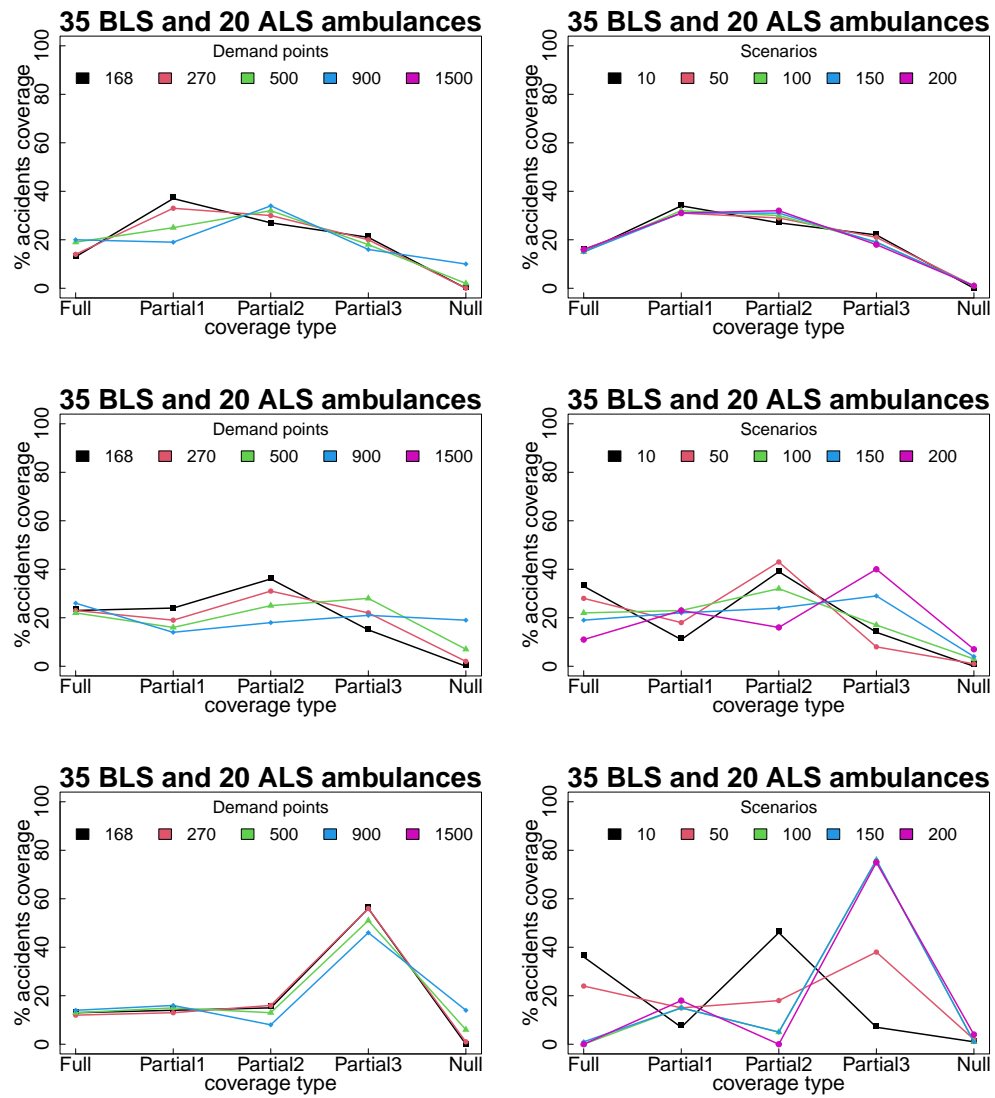 35 BLS and 20 ALS ambulances
Demand points
168 270 500 900 1500
% accidents coverage
0 20 40 60 80 100
Full Partial1 Partial2 Partial3 Null
coverage type
35 BLS and 20 ALS ambulances
Scenarios
10 50 100 150 200
% accidents coverage
0 20 40 60 80 100
Full Partial1 Partial2 Partial3 Null
coverage type
35 BLS and 20 ALS ambulances
Demand points
168 270 500 900 1500
% accidents coverage
0 20 40 60 80 100
Full Partial1 Partial2 Partial3 Null
coverage type
35 BLS and 20 ALS ambulances
Scenarios
10 50 100 150 200
% accidents coverage
0 20 40 60 80 100
Full Partial1 Partial2 Partial3 Null
coverage type
35 BLS and 20 ALS ambulances
Demand points
168 270 500 900 1500
% accidents coverage
0 20 40 60 80 100
Full Partial1 Partial2 Partial3 Null
coverage type
35 BLS and 20 ALS ambulances
Scenarios
10 50 100 150 200
% accidents coverage
0 20 40 60 80 100
Full Partial1 Partial2 Partial3 Null
coverage type